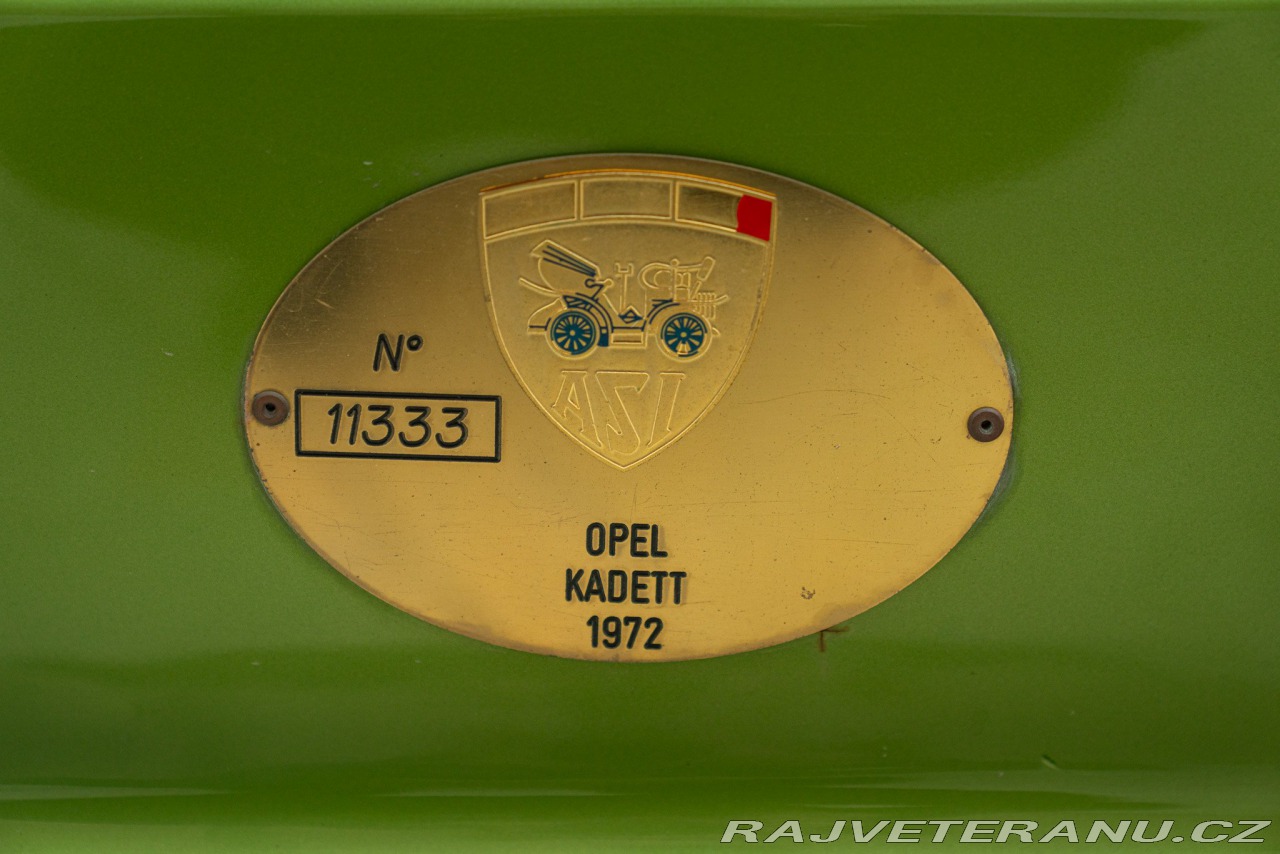 ASI
N°
11333
OPEL
KADETT
1972
RAJVETERANU.CZ